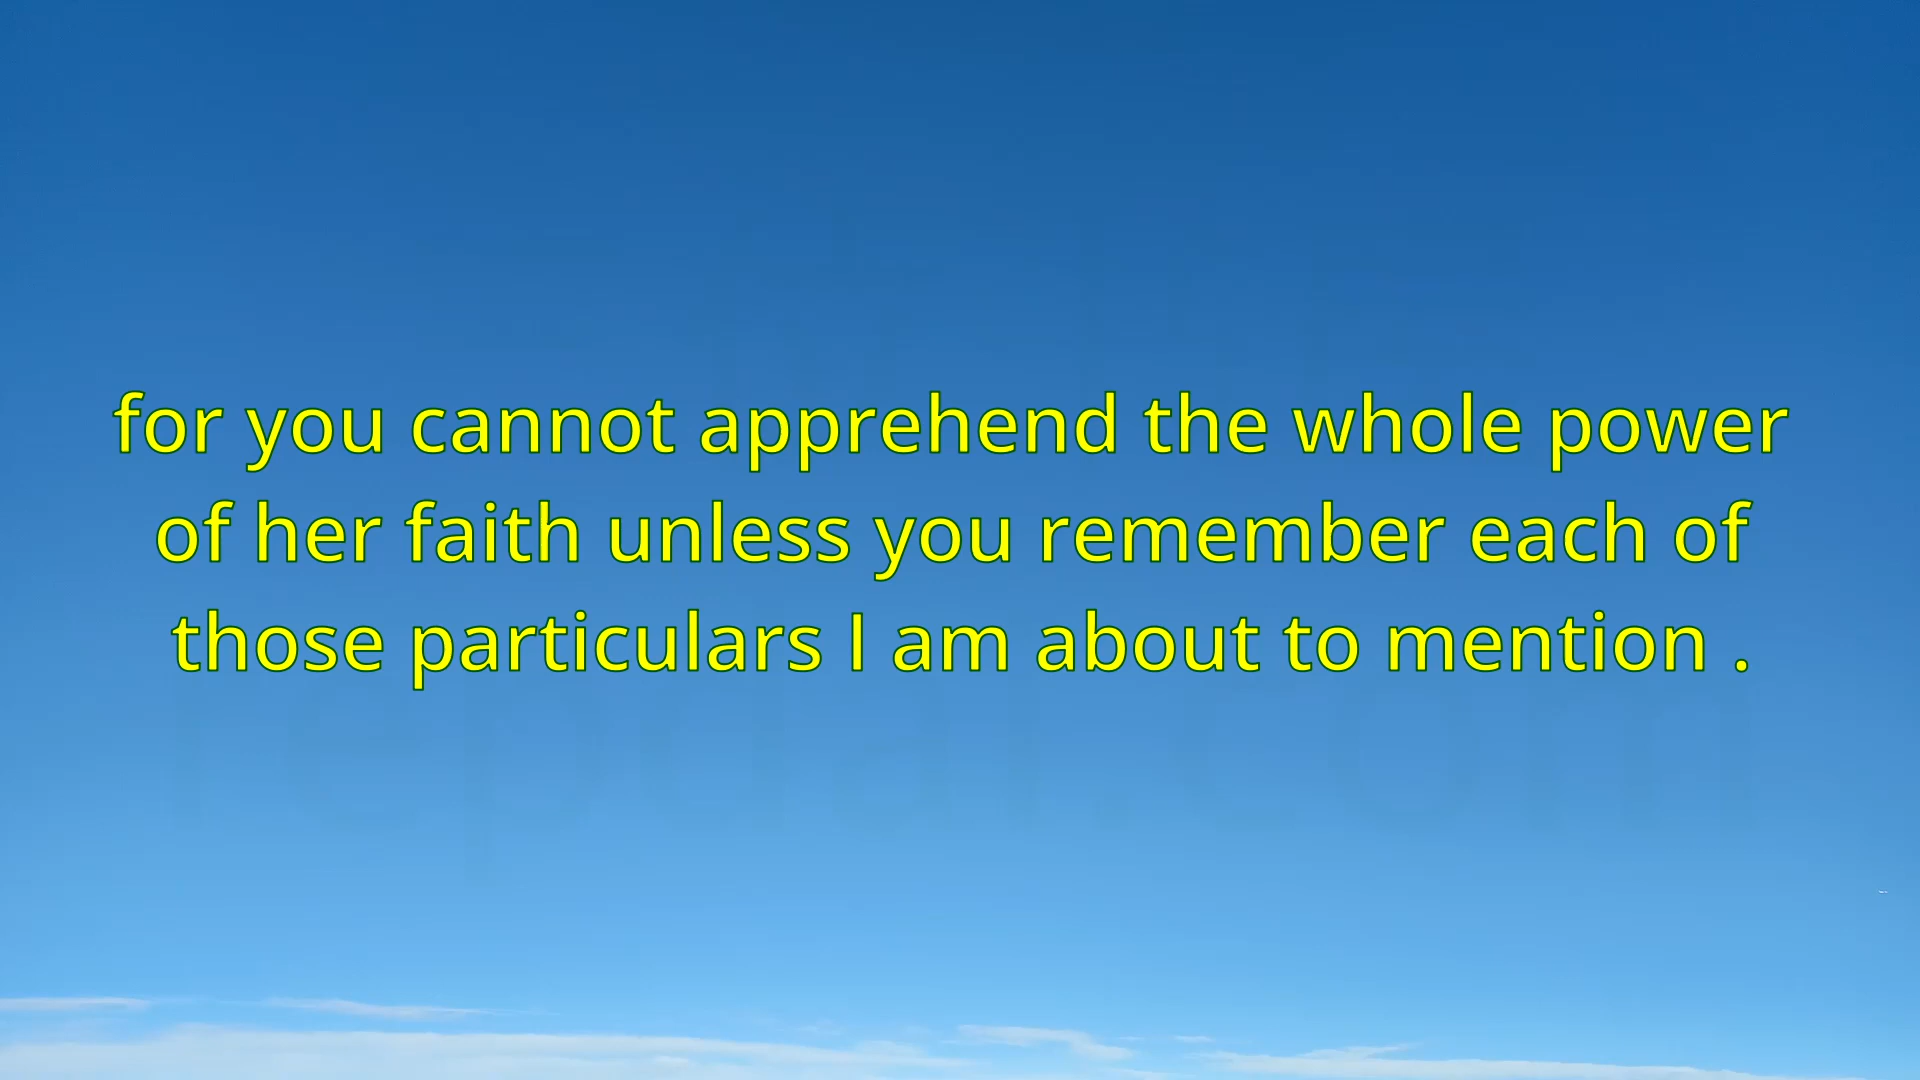 for you cannot apprehend the whole power
of her faith unless you remember each of
those particulars I am about to mention .